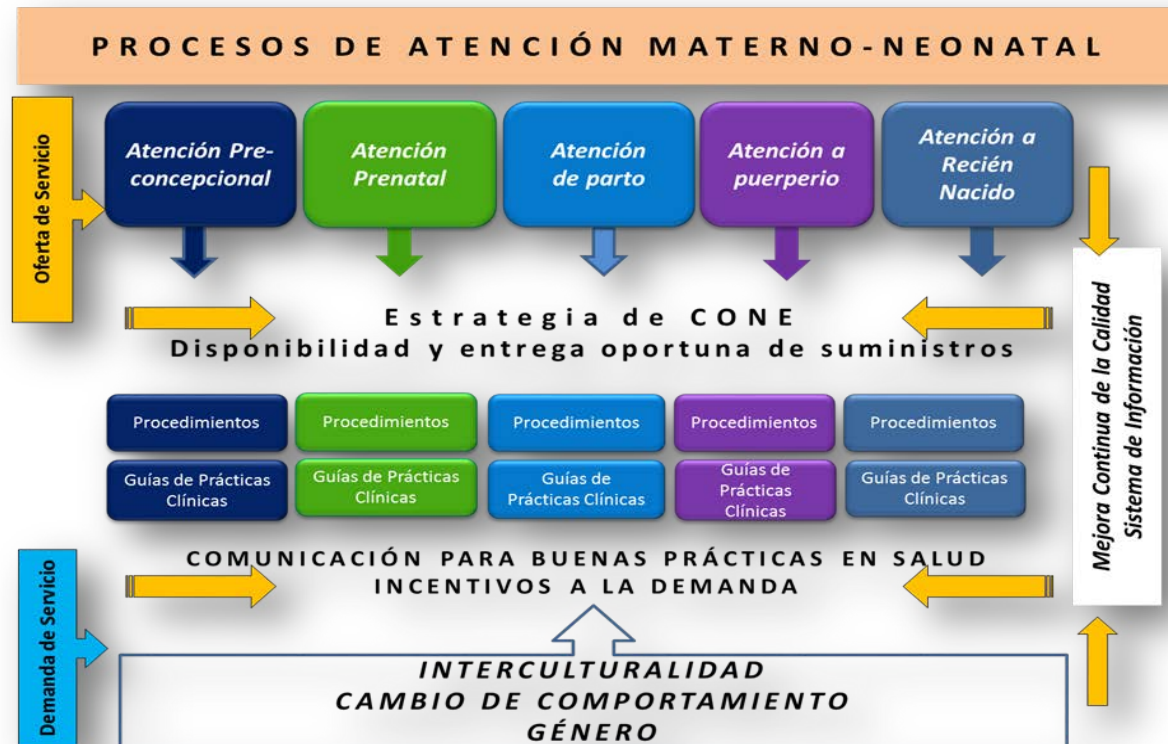 PROCESOS DE ATENCIÓN MATERNO-NEONATAL
Oferta de Servicio
Atención Pre-
concepcional
Atención
Prenatal
Atención
de parto
Atención a
puerperio
Atención a
Recién
Nacido
Estrategia de CONE
Disponibilidad y entrega oportuna de suministros
Mejora Continua de la Calidad
Sistema de Información
Procedimientos
Procedimientos
Procedimientos
Procedimientos
Procedimientos
Guías de Prácticas
Clínicas
Guías de Prácticas
Clínicas
Guías de
Prácticas Clínicas
Guías de
Prácticas
Clínicas
Guías de Prácticas
Clínicas
COMUNICACIÓN PARA BUENAS PRÁCTICAS EN SALUD
INCENTIVOS A LA DEMANDA
Demanda de Servicio
INTERCULTURALIDAD
CAMBIO DE COMPORTAMIENTO
GÉNERO